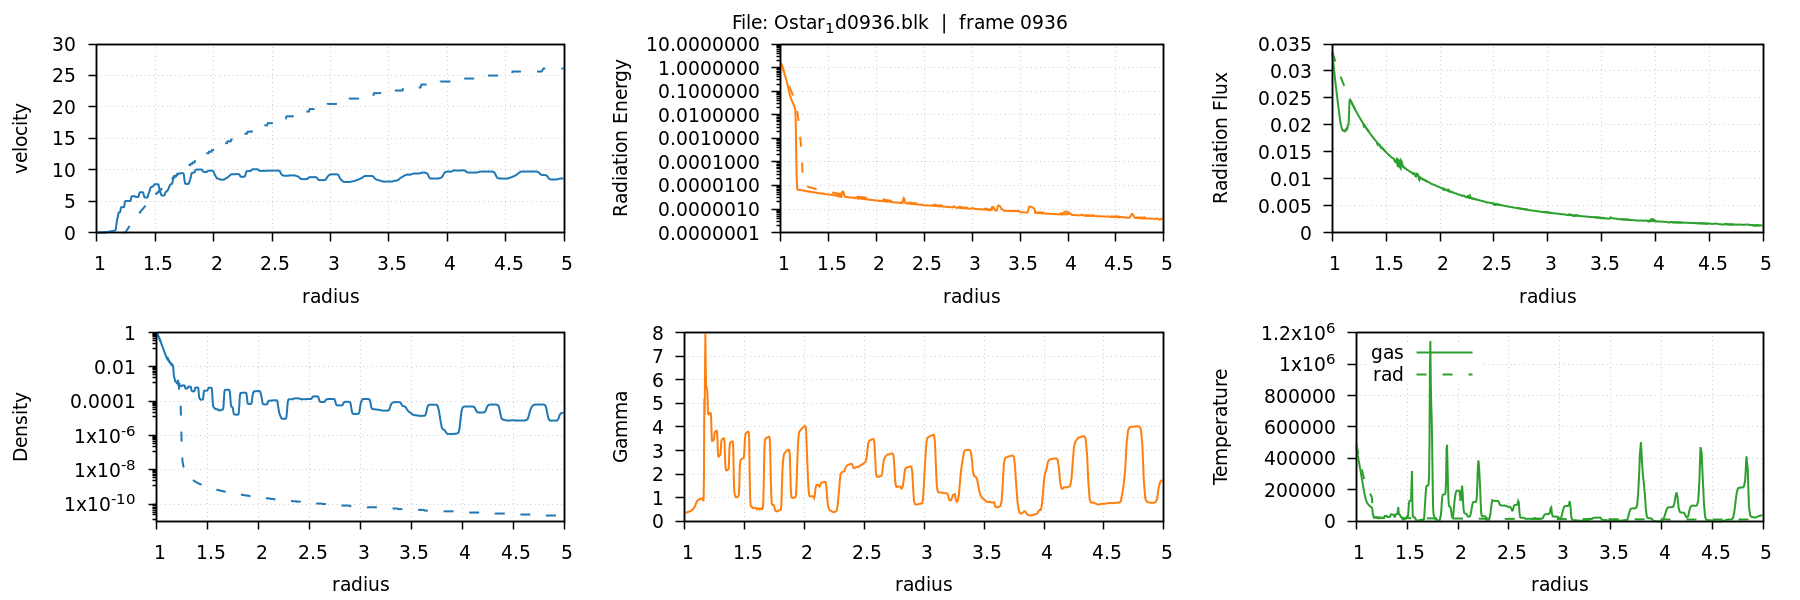 File: Ostar₁d0936.blk | frame 0936
velocity
30
25
20
15
10
5
0
1 1.5 2 2.5 3 3.5 4 4.5 5
radius
Radiation Energy
10.0000000
1.0000000
0.1000000
0.0100000
0.0010000
0.0001000
0.0000100
0.0000010
0.0000001
1 1.5 2 2.5 3 3.5 4 4.5 5
radius
Radiation Flux
0.035
0.03
0.025
0.02
0.015
0.01
0.005
0
1 1.5 2 2.5 3 3.5 4 4.5 5
radius
Density
1
0.01
0.0001
1x10⁻⁶
1x10⁻⁸
1x10⁻¹⁰
1 1.5 2 2.5 3 3.5 4 4.5 5
radius
Gamma
8
7
6
5
4
3
2
1
0
1 1.5 2 2.5 3 3.5 4 4.5 5
radius
Temperature
1.2x10⁶
1x10⁶
800000
600000
400000
200000
0
gas
rad
1 1.5 2 2.5 3 3.5 4 4.5 5
radius